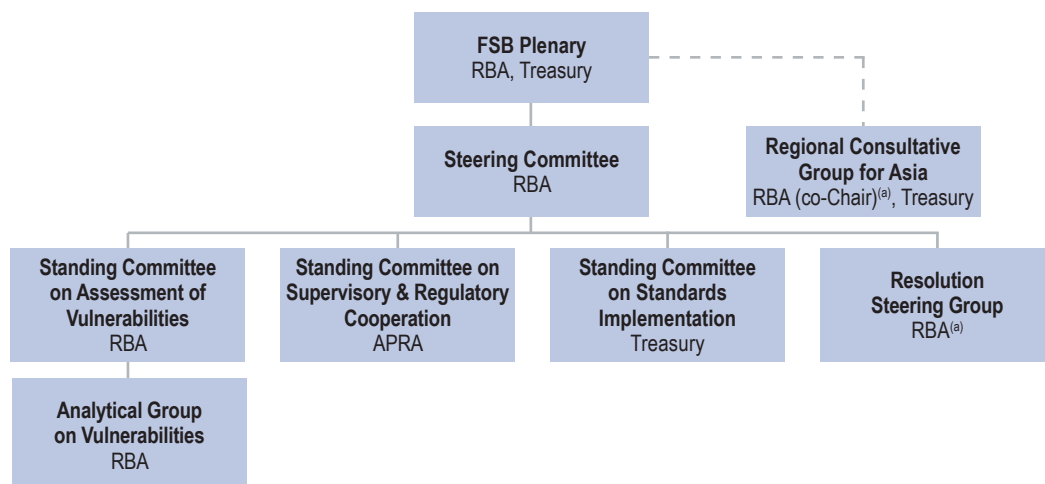 FSB Plenary
RBA, Treasury
Steering Committee
RBA
Regional Consultative
Group for Asia
RBA (co-Chair)(a), Treasury
Standing Committee
on Assessment of
Vulnerabilities
RBA
Standing Committee on
Supervisory & Regulatory
Cooperation
APRA
Standing Committee
on Standards
Implementation
Treasury
Resolution
Steering Group
RBA(a)
Analytical Group
on Vulnerabilities
RBA